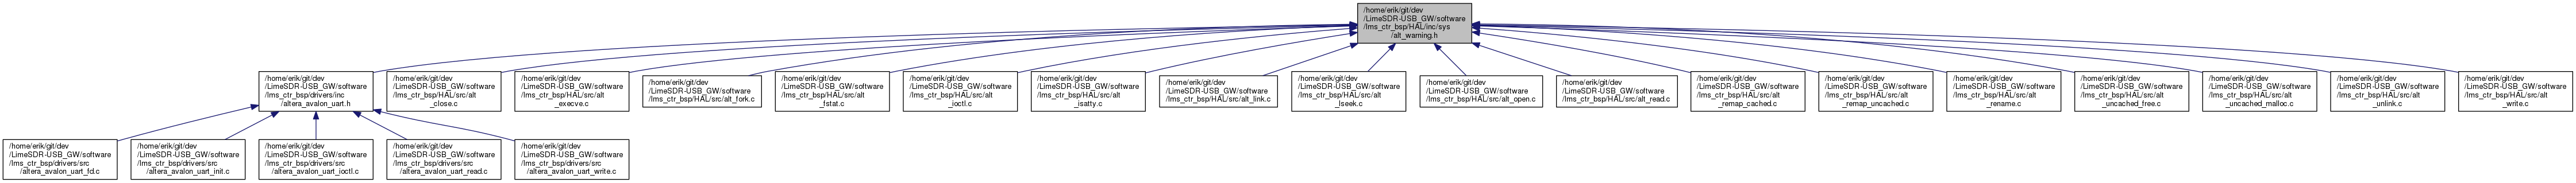 /home/erik/git/dev
/LimeSDR-USB_GW/software
/lms_ctr_bsp/HAL/inc/sys
/alt_warning.h
/home/erik/git/dev
/LimeSDR-USB_GW/software
/lms_ctr_bsp/drivers/inc
/altera_avalon_uart.h
/home/erik/git/dev
/LimeSDR-USB_GW/software
/lms_ctr_bsp/HAL/src/alt
_close.c
/home/erik/git/dev
/LimeSDR-USB_GW/software
/lms_ctr_bsp/HAL/src/alt
_execve.c
/home/erik/git/dev
/LimeSDR-USB_GW/software
/lms_ctr_bsp/HAL/src/alt_fork.c
/home/erik/git/dev
/LimeSDR-USB_GW/software
/lms_ctr_bsp/HAL/src/alt
_fstat.c
/home/erik/git/dev
/LimeSDR-USB_GW/software
/lms_ctr_bsp/HAL/src/alt
_ioctl.c
/home/erik/git/dev
/LimeSDR-USB_GW/software
/lms_ctr_bsp/HAL/src/alt
_isatty.c
/home/erik/git/dev
/LimeSDR-USB_GW/software
/lms_ctr_bsp/HAL/src/alt_link.c
/home/erik/git/dev
/LimeSDR-USB_GW/software
/lms_ctr_bsp/HAL/src/alt
_lseek.c
/home/erik/git/dev
/LimeSDR-USB_GW/software
/lms_ctr_bsp/HAL/src/alt_open.c
/home/erik/git/dev
/LimeSDR-USB_GW/software
/lms_ctr_bsp/HAL/src/alt_read.c
/home/erik/git/dev
/LimeSDR-USB_GW/software
/lms_ctr_bsp/HAL/src/alt
_remap_cached.c
/home/erik/git/dev
/LimeSDR-USB_GW/software
/lms_ctr_bsp/HAL/src/alt
_remap_uncached.c
/home/erik/git/dev
/LimeSDR-USB_GW/software
/lms_ctr_bsp/HAL/src/alt
_rename.c
/home/erik/git/dev
/LimeSDR-USB_GW/software
/lms_ctr_bsp/HAL/src/alt
_uncached_free.c
/home/erik/git/dev
/LimeSDR-USB_GW/software
/lms_ctr_bsp/HAL/src/alt
_uncached_malloc.c
/home/erik/git/dev
/LimeSDR-USB_GW/software
/lms_ctr_bsp/HAL/src/alt
_unlink.c
/home/erik/git/dev
/LimeSDR-USB_GW/software
/lms_ctr_bsp/HAL/src/alt
_write.c
/home/erik/git/dev
/LimeSDR-USB_GW/software
/lms_ctr_bsp/drivers/src
/altera_avalon_uart_fd.c
/home/erik/git/dev
/LimeSDR-USB_GW/software
/lms_ctr_bsp/drivers/src
/altera_avalon_uart_init.c
/home/erik/git/dev
/LimeSDR-USB_GW/software
/lms_ctr_bsp/drivers/src
/altera_avalon_uart_ioctl.c
/home/erik/git/dev
/LimeSDR-USB_GW/software
/lms_ctr_bsp/drivers/src
/altera_avalon_uart_read.c
/home/erik/git/dev
/LimeSDR-USB_GW/software
/lms_ctr_bsp/drivers/src
/altera_avalon_uart_write.c